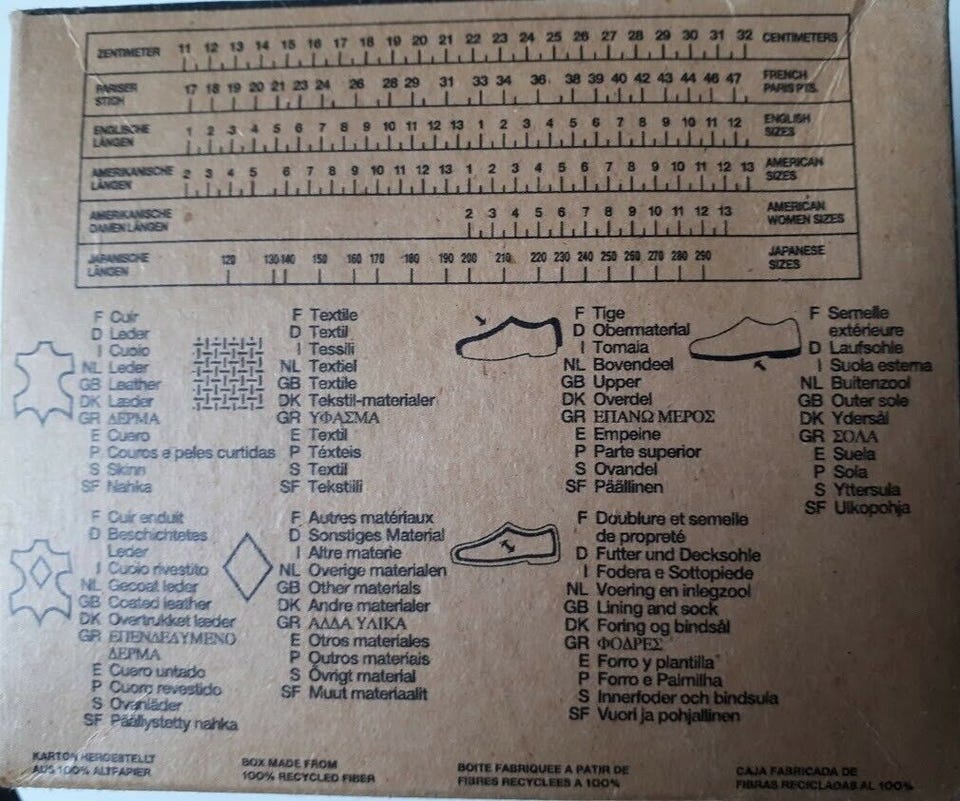 ZENTIMETER 11 12 13 14 15 16 17 18 19 20 21 22 23 24 25 26 27 28 29 30 31 32 CENTIMETERS
PARISER STICH 17 18 19 20 21 23 24 26 28 29 31 33 34 36 38 39 40 42 43 44 46 47 FRENCH PARIS PTS.
ENGLISCHE LÄNGEN 1 2 3 4 5 6 7 8 9 10 11 12 13 1 2 3 4 5 6 7 8 9 10 11 12 ENGLISH SIZES
AMERIKANISCHE LÄNGEN 2 3 4 5 6 7 8 9 10 11 12 13 1 2 3 4 5 6 7 8 9 10 11 12 13 AMERICAN SIZES
AMERIKANISCHE DAMEN LÄNGEN 2 3 4 5 6 7 8 9 10 11 12 13 AMERICAN WOMEN SIZES
JAPANISCHE LÄNGEN 120 130 140 150 160 170 180 190 200 210 220 230 240 250 260 270 280 290 JAPANESE SIZES
F Cuir
D Leder
I Cuoio
NL Leder
GB Leather
DK Læder
GR ΔΕΡΜΑ
E Cuero
P Couros e peles curtidas
S Skinn
SF Nahka
F Textile
D Textil
I Tessili
NL Textiel
GB Textile
DK Tekstil-materialer
GR ΥΦΑΣΜΑ
E Textil
P Téxteis
S Textil
SF Tekstiili
F Tige
D Obermaterial
I Tomaia
NL Bovendeel
GB Upper
DK Overdel
GR ΕΠΑΝΩ ΜΕΡΟΣ
E Empeine
P Parte superior
S Ovandel
SF Päällinen
F Semelle
extérieure
D Laufsohle
I Suola esterna
NL Buitenzool
GB Outer sole
DK Ydersål
GR ΣΟΛΑ
E Suela
P Sola
S Yttersula
SF Ulkopohja
F Cuir enduit
D Beschichtetes
Leder
I Cuoio rivestito
NL Gecoat leder
GB Coated leather
DK Overtrukket læder
GR ΕΠΕΝΔΕΔΥΜΕΝΟ
ΔΕΡΜΑ
E Cuero untado
P Couro revestido
S Ovanläder
SF Päällystetty nahka
F Autres matériaux
D Sonstiges Material
I Altre materie
NL Overige materialen
GB Other materials
DK Andre materialer
GR ΑΛΛΑ ΥΛΙΚΑ
E Otros materiales
P Outros materiais
S Övrigt material
SF Muut materiaalit
F Doublure et semelle
de propreté
D Futter und Decksohle
I Fodera e Sottopiede
NL Voering en inlegzool
GB Lining and sock
DK Foring og bindsål
GR ΦΟΔΡΕΣ
E Forro y plantilla
P Forro e Palmilha
S Innerfoder och bindsula
SF Vuori ja pohjallinen
KARTON HERGESTELLT
AUS 100% ALTPAPIER
BOX MADE FROM
100% RECYCLED FIBER
BOITE FABRIQUEE A PATIR DE
FIBRES RECYCLEES A 100%
CAJA FABRICADA DE
FIBRAS RECICLADAS AL 100%